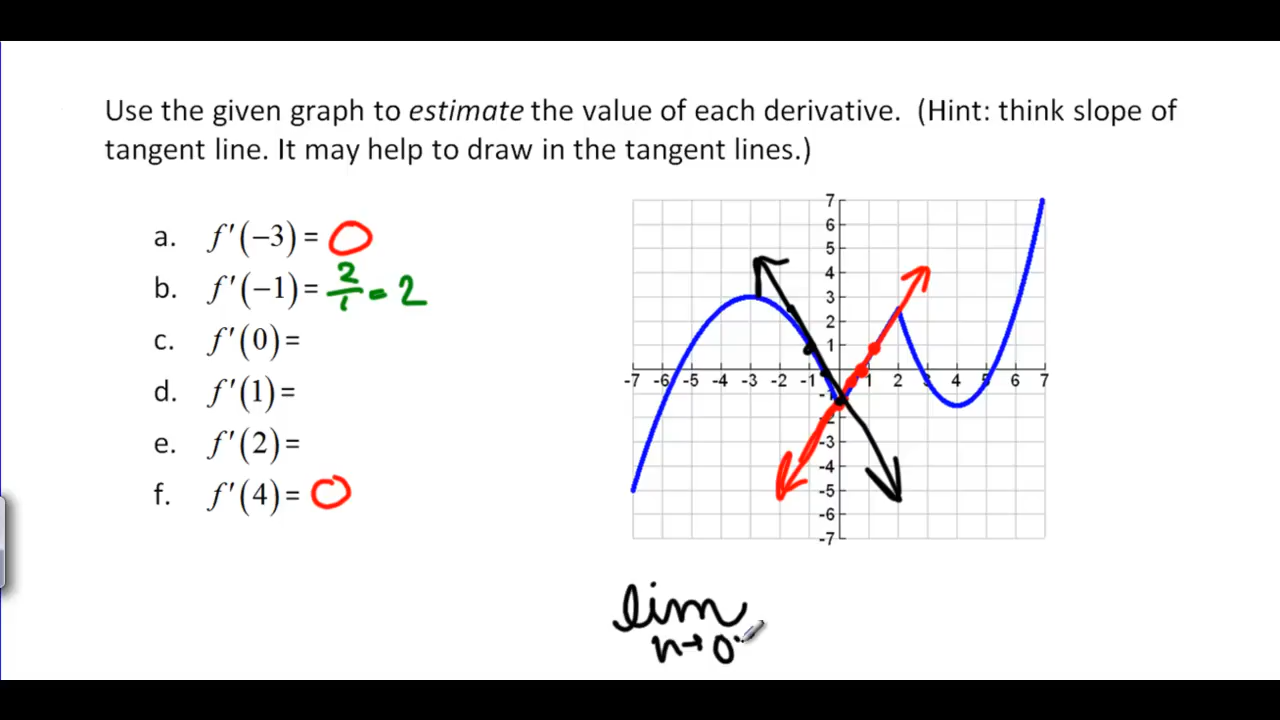 Use the given graph to estimate the value of each derivative. (Hint: think slope of
tangent line. It may help to draw in the tangent lines.)
a. f'(−3) = 0
b. f'(−1) = 2/1 = 2
c. f'(0) =
d. f'(1) =
e. f'(2) =
f. f'(4) = 0
7
6
5
4
3
2
1
-7 -6 -5 -4 -3 -2 -1 1 2 3 4 5 6 7
-1
-2
-3
-4
-5
-6
-7
lim
h→0